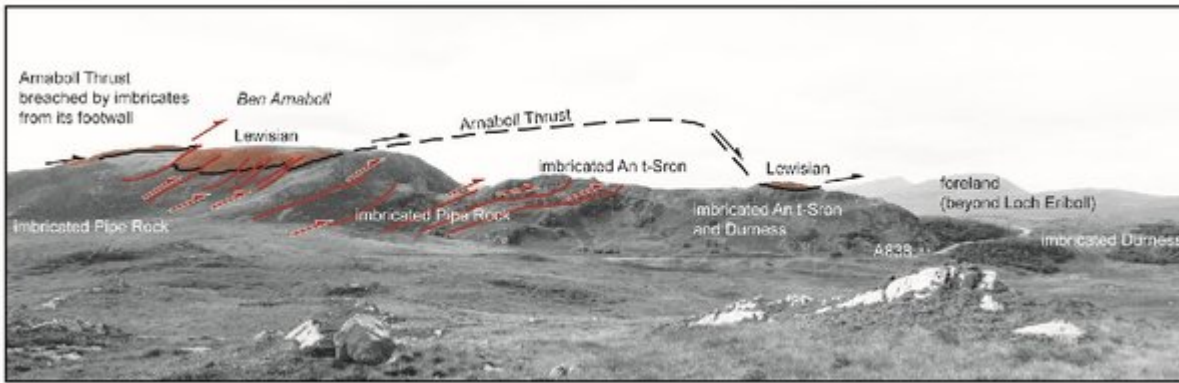 Arnaboll Thrust
breached by imbricates
from its footwall
Ben Arnaboll
Lewisian
Arnaboll Thrust
imbricated An t-Sron
Lewisian
foreland
(beyond Loch Eriboll)
imbricated Pipe Rock
imbricated Pipe Rock
imbricated An t-Sron
and Durness
A838
imbricated Durness